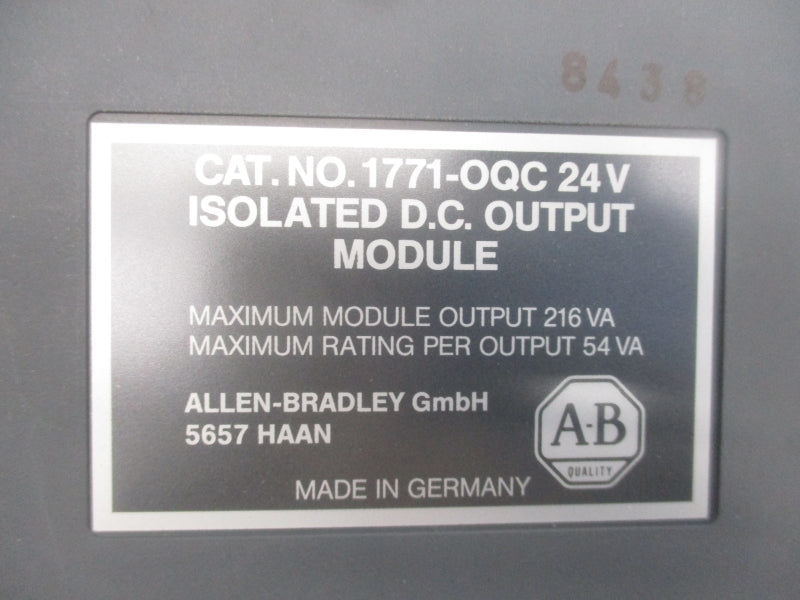 8438
CAT. NO. 1771-OQC 24V
ISOLATED D.C. OUTPUT
MODULE
MAXIMUM MODULE OUTPUT 216 VA
MAXIMUM RATING PER OUTPUT 54 VA
ALLEN-BRADLEY GmbH
5657 HAAN
A-B
QUALITY
MADE IN GERMANY